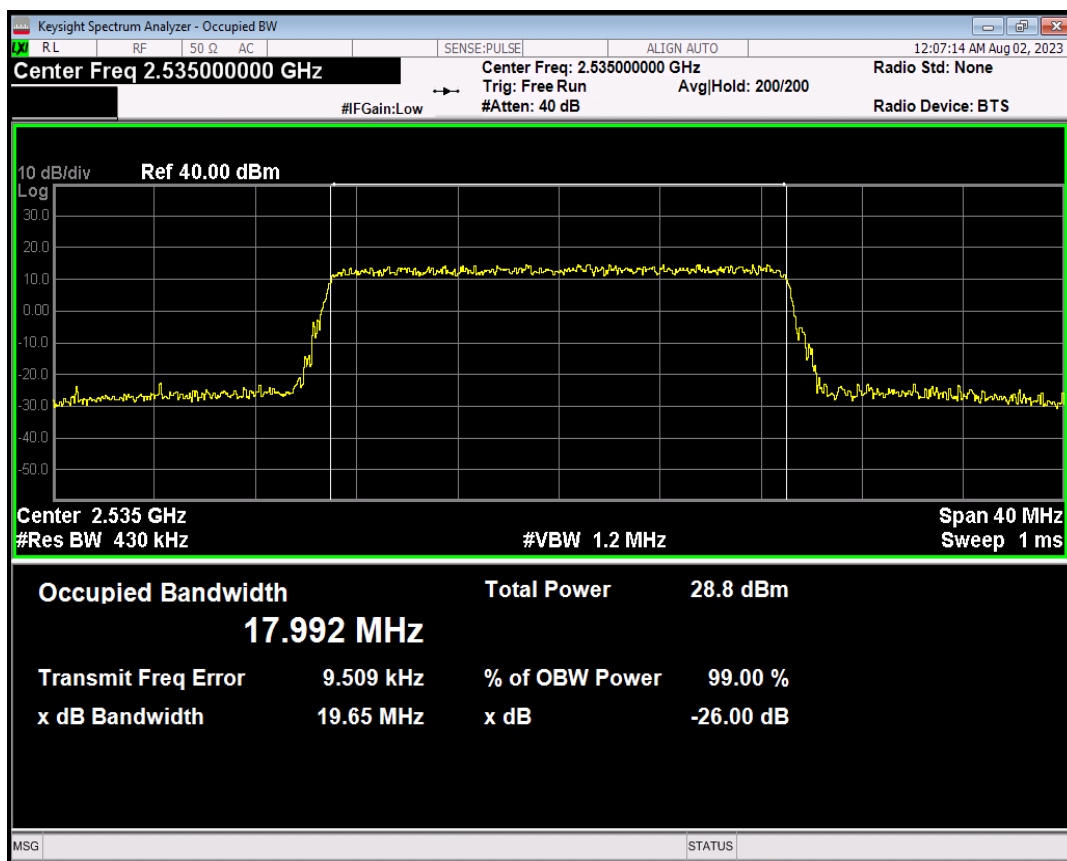 Keysight Spectrum Analyzer - Occupied BW
LXI RL RF 50 Ω AC SENSE:PULSE ALIGN AUTO 12:07:14 AM Aug 02, 2023
Center Freq 2.535000000 GHz Center Freq: 2.535000000 GHz Radio Std: None
Trig: Free Run Avg|Hold: 200/200
#IFGain:Low #Atten: 40 dB Radio Device: BTS
10 dB/div Ref 40.00 dBm
Log
30.0
20.0
10.0
0.00
-10.0
-20.0
-30.0
-40.0
-50.0
Center 2.535 GHz Span 40 MHz
#Res BW 430 kHz #VBW 1.2 MHz Sweep 1 ms
Occupied Bandwidth Total Power 28.8 dBm
17.992 MHz
Transmit Freq Error 9.509 kHz % of OBW Power 99.00 %
x dB Bandwidth 19.65 MHz x dB -26.00 dB
MSG STATUS